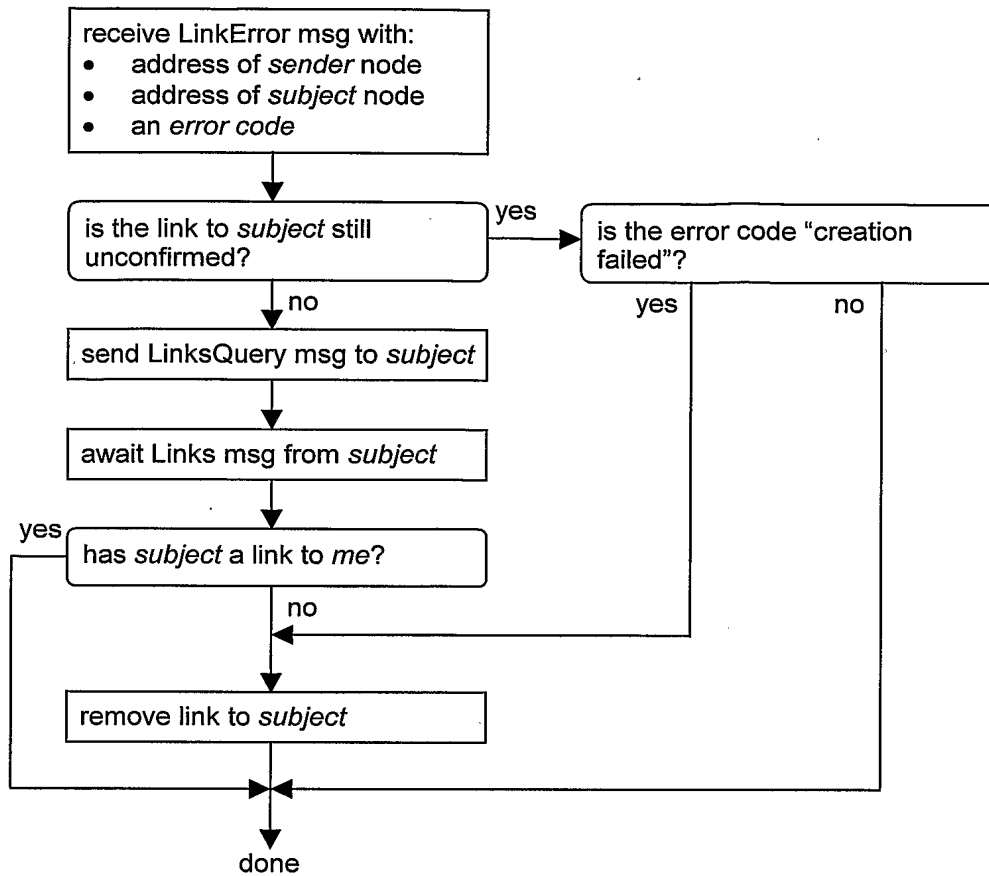 receive LinkError msg with:
• address of sender node
• address of subject node
• an error code
is the link to subject still
unconfirmed?
yes
is the error code “creation
failed”?
no
yes
no
send LinksQuery msg to subject
await Links msg from subject
yes
has subject a link to me?
no
remove link to subject
done